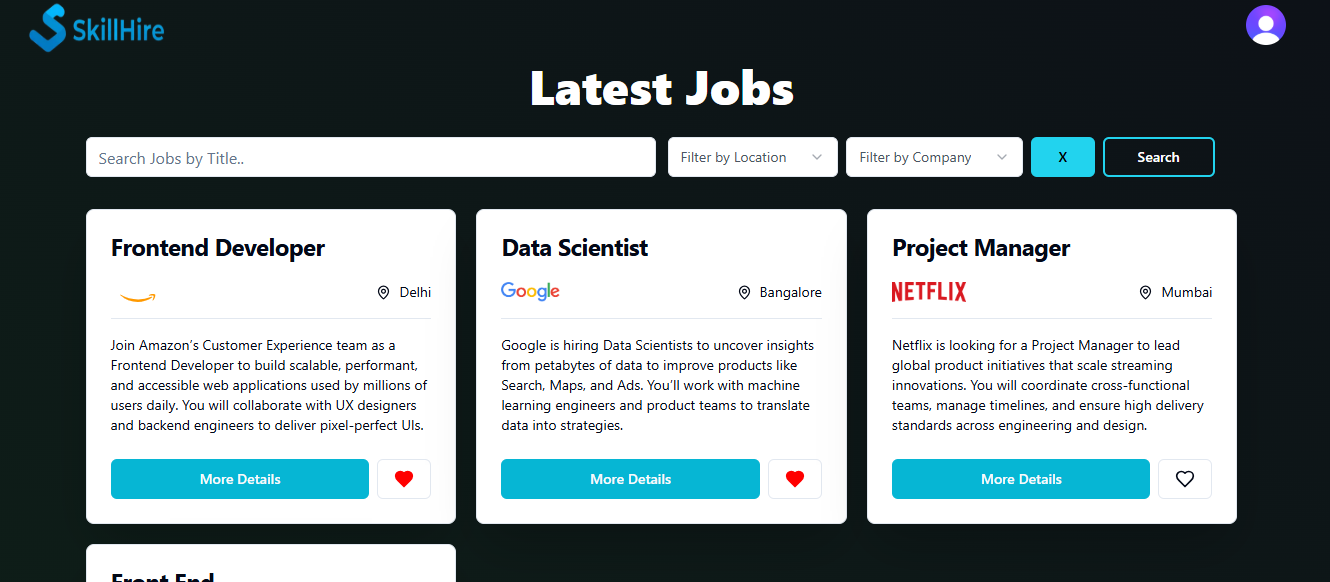 SkillHire
Latest Jobs
Search Jobs by Title..
Filter by Location
Filter by Company
X
Search
Frontend Developer
Delhi
Join Amazon’s Customer Experience team as a
Frontend Developer to build scalable, performant,
and accessible web applications used by millions of
users daily. You will collaborate with UX designers
and backend engineers to deliver pixel-perfect UIs.
More Details
Data Scientist
Google
Bangalore
Google is hiring Data Scientists to uncover insights
from petabytes of data to improve products like
Search, Maps, and Ads. You’ll work with machine
learning engineers and product teams to translate
data into strategies.
More Details
Project Manager
NETFLIX
Mumbai
Netflix is looking for a Project Manager to lead
global product initiatives that scale streaming
innovations. You will coordinate cross-functional
teams, manage timelines, and ensure high delivery
standards across engineering and design.
More Details
Front End